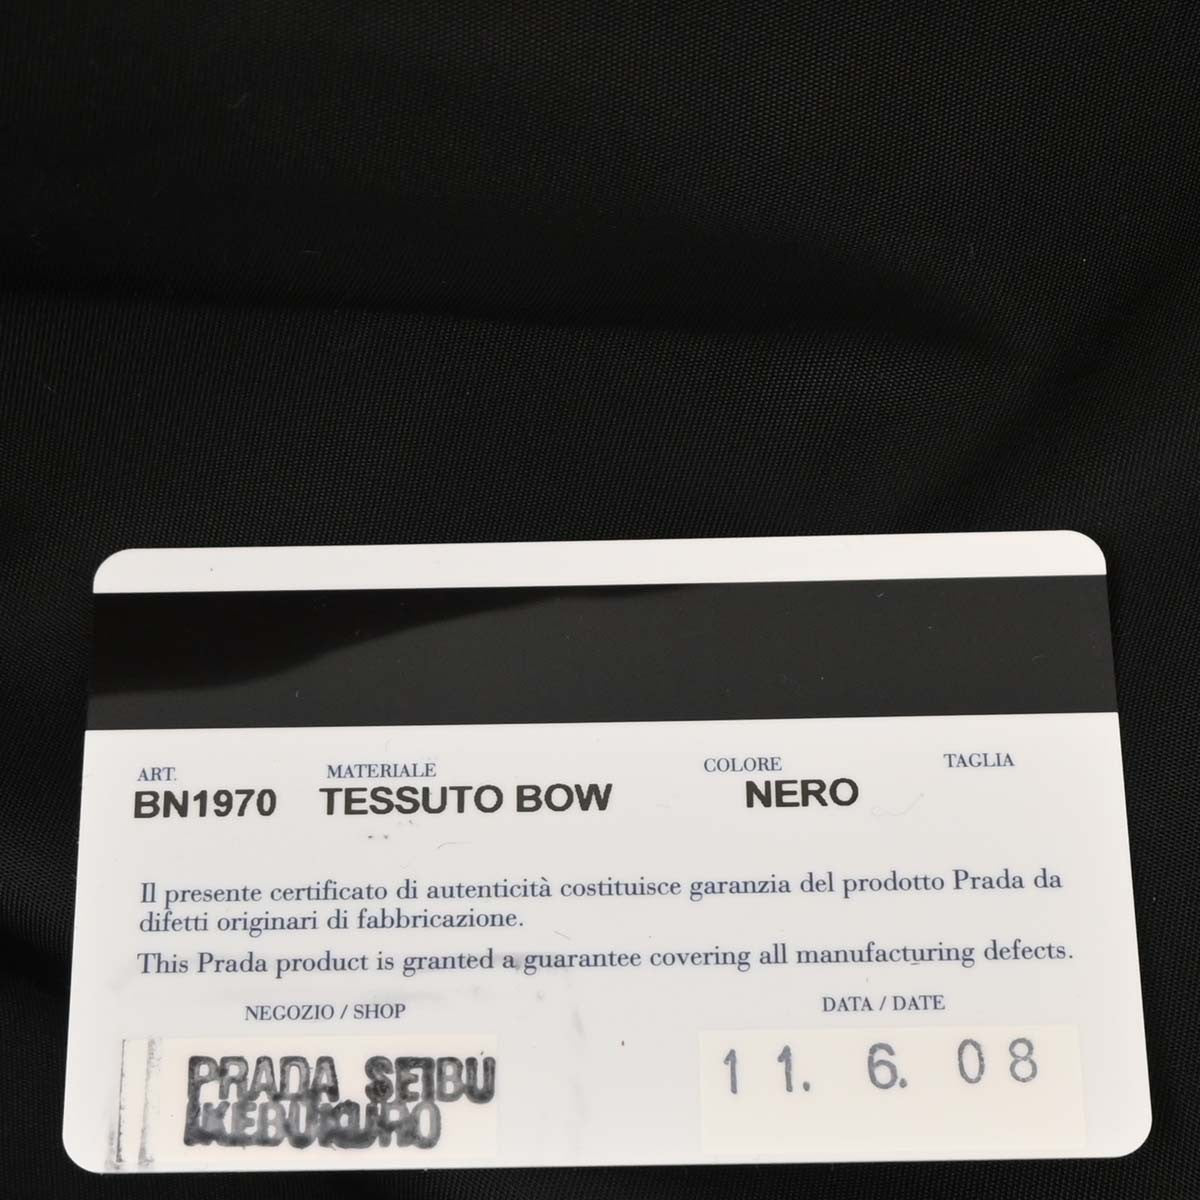 ART. MATERIALE COLORE TAGLIA
BN1970 TESSUTO BOW NERO
Il presente certificato di autenticità costituisce garanzia del prodotto Prada da
difetti originari di fabbricazione.
This Prada product is granted a guarantee covering all manufacturing defects.
NEGOZIO / SHOP DATA / DATE
PRADA SEIBU 11. 6. 08
IKEBUKURO